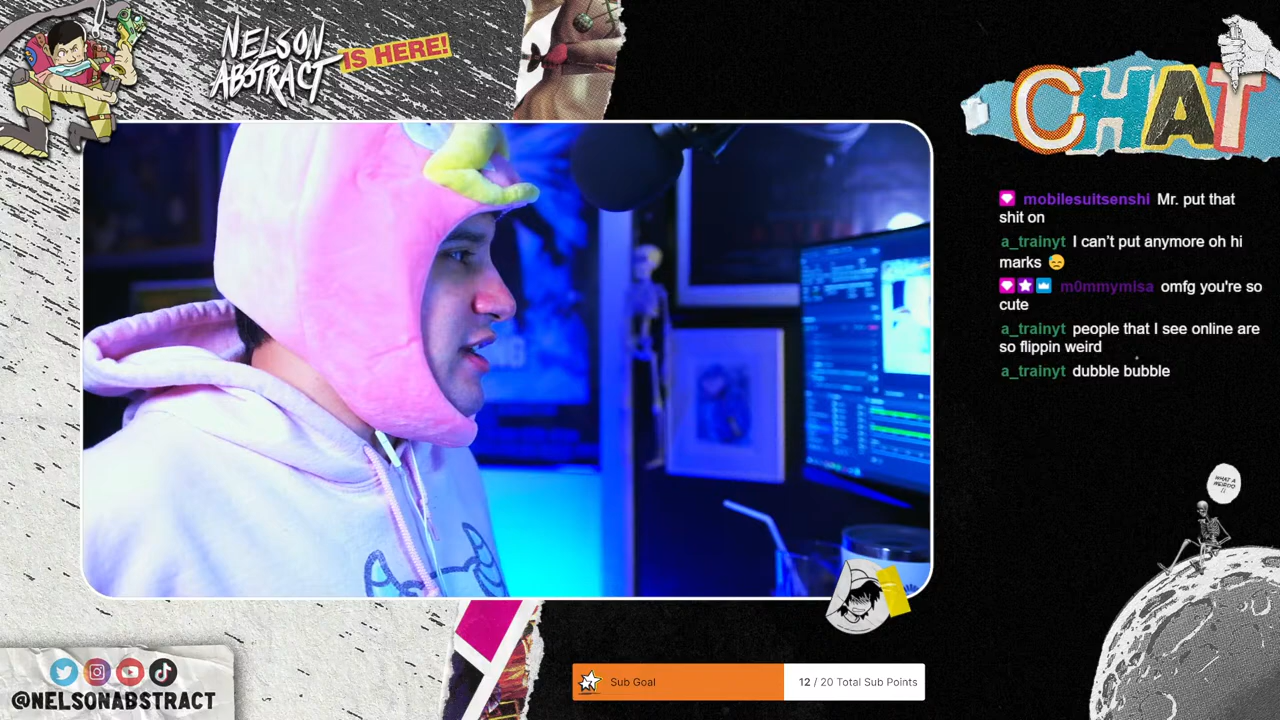 NELSON
ABSTRACT
IS HERE!
CHAT
mobilesuitsenshi Mr. put that
shit on
a_trainyt I can't put anymore oh hi
marks 😓
m0mmymisa omfg you're so
cute
a_trainyt people that I see online are
so flippin weird
a_trainyt dubble bubble
WHAT A
WEIRDO
Sub Goal
12 / 20 Total Sub Points
@NELSONABSTRACT